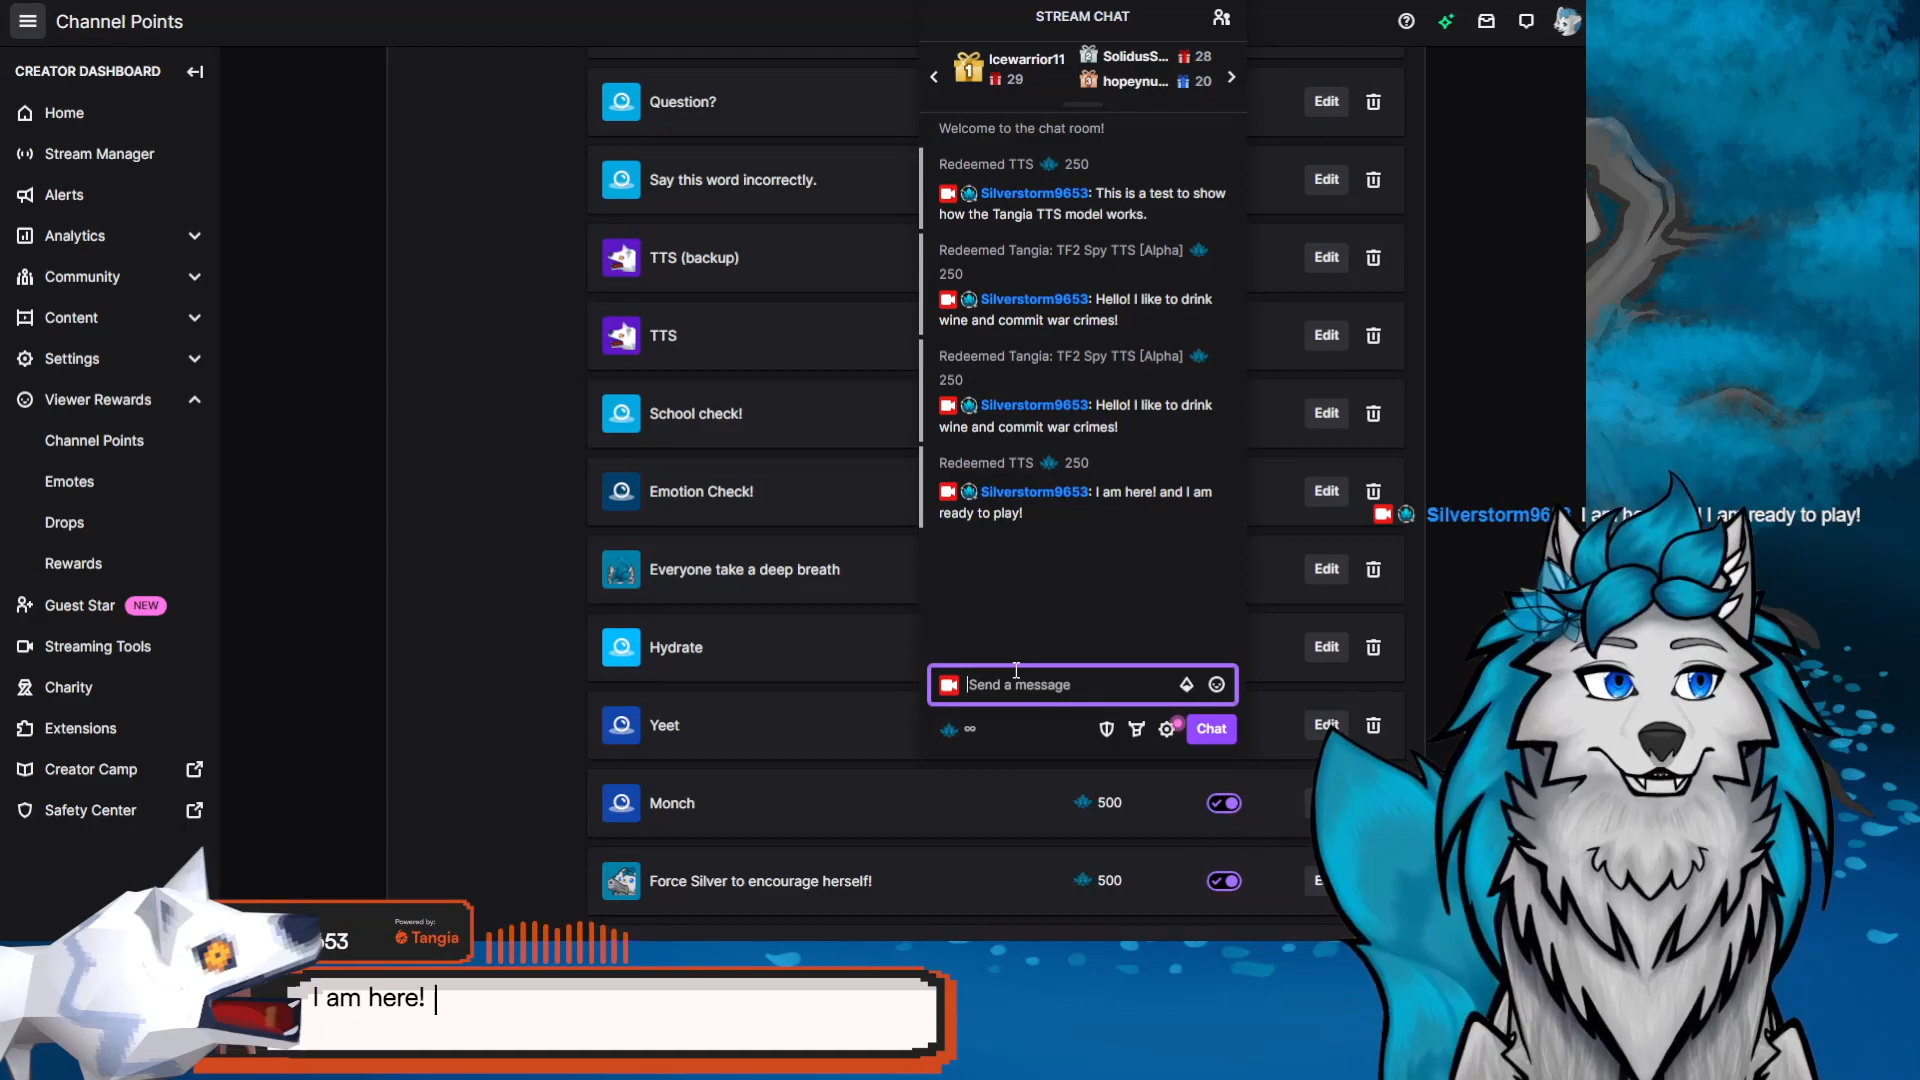 Channel Points
CREATOR DASHBOARD
Home
Stream Manager
Alerts
Analytics
Community
Content
Settings
Viewer Rewards
Channel Points
Emotes
Drops
Rewards
Guest Star NEW
Streaming Tools
Charity
Extensions
Creator Camp
Safety Center
Question?
Say this word incorrectly.
TTS (backup)
TTS
School check!
Emotion Check!
Everyone take a deep breath
Hydrate
Yeet
Monch 500
Force Silver to encourage herself! 500
STREAM CHAT
1 Icewarrior11
29
2 SolidusS... 28
3 hopeynu... 20
Welcome to the chat room!
Redeemed TTS 250
Silverstorm9653: This is a test to show
how the Tangia TTS model works.
Redeemed Tangia: TF2 Spy TTS [Alpha]
250
Silverstorm9653: Hello! I like to drink
wine and commit war crimes!
Redeemed Tangia: TF2 Spy TTS [Alpha]
250
Silverstorm9653: Hello! I like to drink
wine and commit war crimes!
Redeemed TTS 250
Silverstorm9653: I am here! and I am
ready to play!
Send a message
∞
Chat
Edit
Edit
Edit
Edit
Edit
Edit
Edit
Edit
Edit
Silverstorm96 I am ready to play!
653
Powered by:
Tangia
I am here!